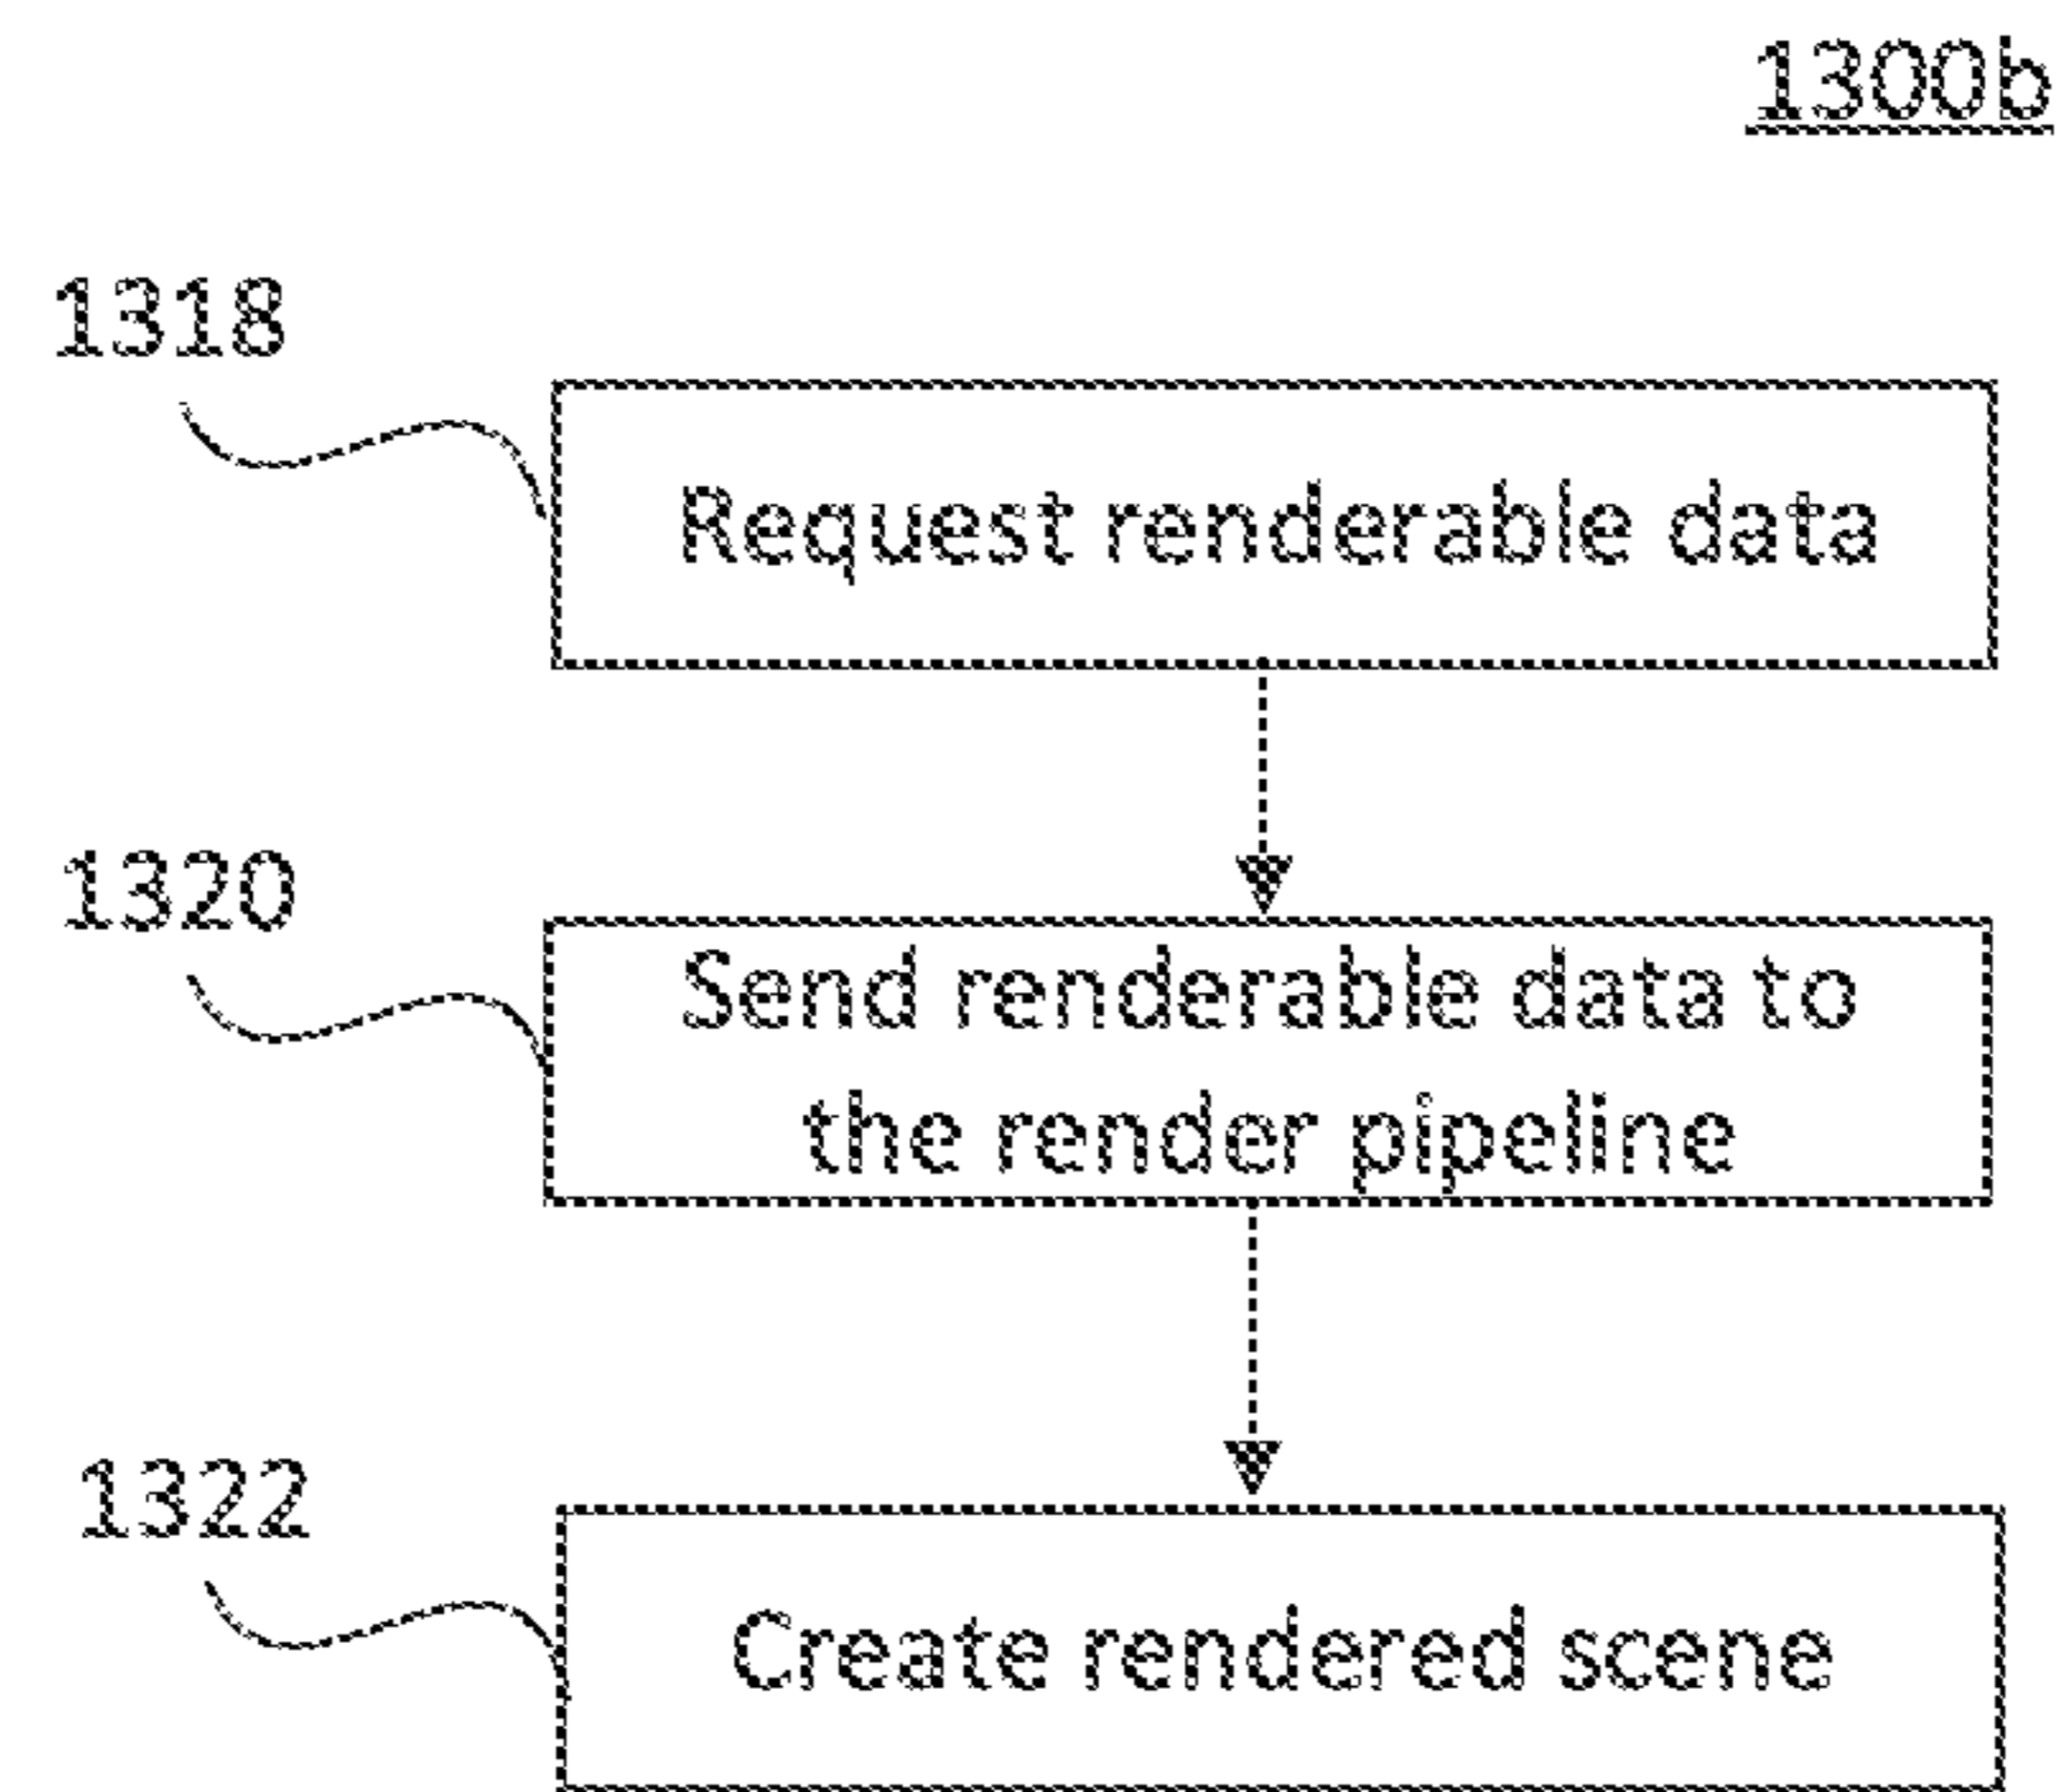 1300b
1318
Request renderable data
1320
Send renderable data to
the render pipeline
1322
Create rendered scene